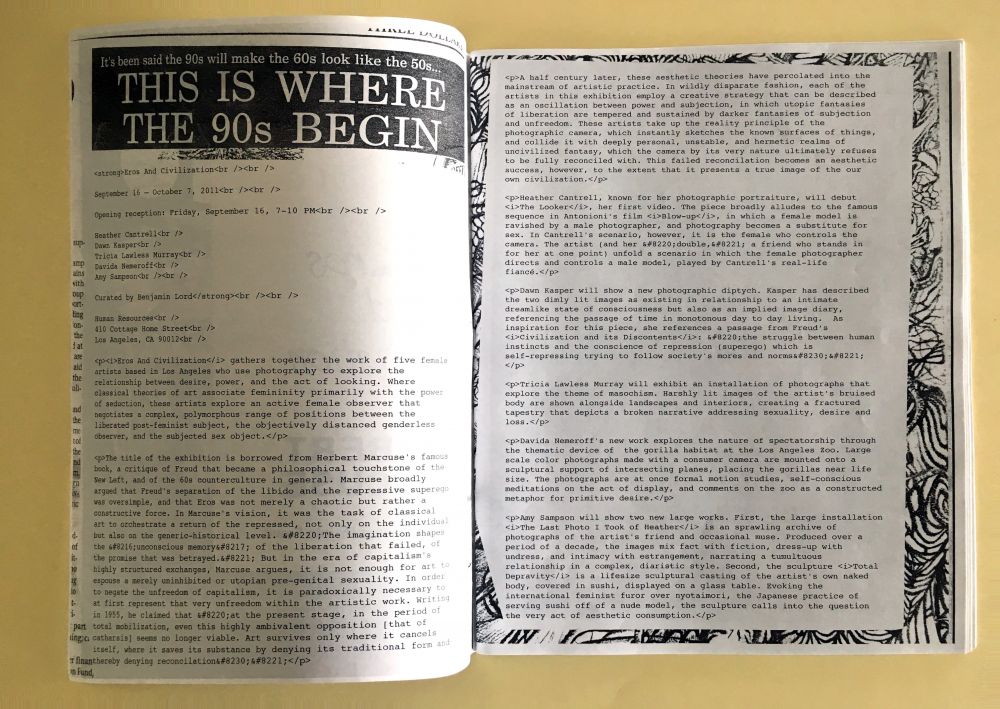 THREE DOLLAR
It's been said the 90s will make the 60s look like the 50s...
THIS IS WHERE
THE 90s BEGIN
<strong>Eros And Civilization<br /><br />
September 16 – October 7, 2011<br /><br />
Opening reception: Friday, September 16, 7-10 PM<br /><br />
Heather Cantrell<br />
Dawn Kasper<br />
Tricia Lawless Murray<br />
Davida Nemeroff<br />
Amy Sampson<br /><br />
Curated by Benjamin Lord</strong><br /><br />
Human Resources<br />
410 Cottage Home Street<br />
Los Angeles, CA 90012<br />
<p><i>Eros And Civilization</i> gathers together the work of five female
artists based in Los Angeles who use photography to explore the
relationship between desire, power, and the act of looking. Where
classical theories of art associate femininity primarily with the power
of seduction, these artists explore an active female observer that
negotiates a complex, polymorphous range of positions between the
liberated post-feminist subject, the objectively distanced genderless
observer, and the subjected sex object.</p>
<p>The title of the exhibition is borrowed from Herbert Marcuse's famous
book, a critique of Freud that became a philosophical touchstone of the
New Left, and of the 60s counterculture in general. Marcuse broadly
argued that Freud's separation of the libido and the repressive superego
was oversimple, and that Eros was not merely a chaotic but rather a
constructive force. In Marcuse's vision, it was the task of classical
art to orchestrate a return of the repressed, not only on the individual
but also on the generic-historical level. &#8220;The imagination shapes
the &#8216;unconscious memory&#8217; of the liberation that failed, of
the promise that was betrayed.&#8221; But in the era of capitalism's
highly structured exchanges, Marcuse argues, it is not enough for art to
espouse a merely uninhibited or utopian pre-genital sexuality. In order
to negate the unfreedom of capitalism, it is paradoxically necessary to
at first represent that very unfreedom within the artistic work. Writing
in 1955, he claimed that &#8220;at the present stage, in the period of
total mobilization, even this highly ambivalent opposition [that of
catharsis] seems no longer viable. Art survives only where it cancels
itself, where it saves its substance by denying its traditional form and
thereby denying reconciliation&#8230;&#8221;</p>
<p>A half century later, these aesthetic theories have percolated into the
mainstream of artistic practice. In wildly disparate fashion, each of the
artists in this exhibition employ a creative strategy that can be described
as an oscillation between power and subjection, in which utopic fantasies
of liberation are tempered and sustained by darker fantasies of subjection
and unfreedom. These artists take up the reality principle of the
photographic camera, which instantly sketches the known surfaces of things,
and collide it with deeply personal, unstable, and hermetic realms of
uncivilized fantasy, which the camera by its very nature ultimately refuses
to be fully reconciled with. This failed reconcilation becomes an aesthetic
success, however, to the extent that it presents a true image of the our
own civilization.</p>
<p>Heather Cantrell, known for her photographic portraiture, will debut
<i>The Looker</i>, her first video. The piece broadly alludes to the famous
sequence in Antonioni's film <i>Blow-up</i>, in which a female model is
ravished by a male photographer, and photography becomes a substitute for
sex. In Cantrell's scenario, however, it is the female who controls the
camera. The artist (and her &#8220;double,&#8221; a friend who stands in
for her at one point) unfold a scenario in which the female photographer
directs and controls a male model, played by Cantrell's real-life
fiancé.</p>
<p>Dawn Kasper will show a new photographic diptych. Kasper has described
the two dimly lit images as existing in relationship to an intimate
dreamlike state of consciousness but also as an implied image diary,
referencing the passage of time in monotonous day to day living.  As
inspiration for this piece, she references a passage from Freud's
<i>Civilization and its Discontents</i>: &#8220;the struggle between human
instincts and the conscience of repression (superego) which is
self-repressing trying to follow society's mores and norms&#8230;&#8221;
</p>
<p>Tricia Lawless Murray will exhibit an installation of photographs that
explore the theme of masochism. Harshly lit images of the artist's bruised
body are shown alongside landscapes and interiors, creating a fractured
tapestry that depicts a broken narrative addressing sexuality, desire and
loss.</p>
<p>Davida Nemeroff's new work explores the nature of spectatorship through
the thematic device of  the gorilla habitat at the Los Angeles Zoo. Large
scale color photographs made with a consumer camera are mounted onto a
sculptural support of intersecting planes, placing the gorillas near life
size. The photographs are at once formal motion studies, self-conscious
meditations on the act of display, and comments on the zoo as a constructed
metaphor for primitive desire.</p>
<p>Amy Sampson will show two new large works. First, the large installation
<i>The Last Photo I Took of Heather</i> is an sprawling archive of
photographs of the artist's friend and occasional muse. Produced over a
period of a decade, the images mix fact with fiction, dress-up with
undress, and intimacy with estrangement, narrating a tumultuous
relationship in a complex, diaristic style. Second, the sculpture <i>Total
Depravity</i> is a lifesize sculptural casting of the artist's own naked
body, covered in sushi, displayed on a glass table. Evoking the
international feminist furor over nyotaimori, the Japanese practice of
serving sushi off of a nude model, the sculpture calls into the question
the very act of aesthetic consumption.</p>